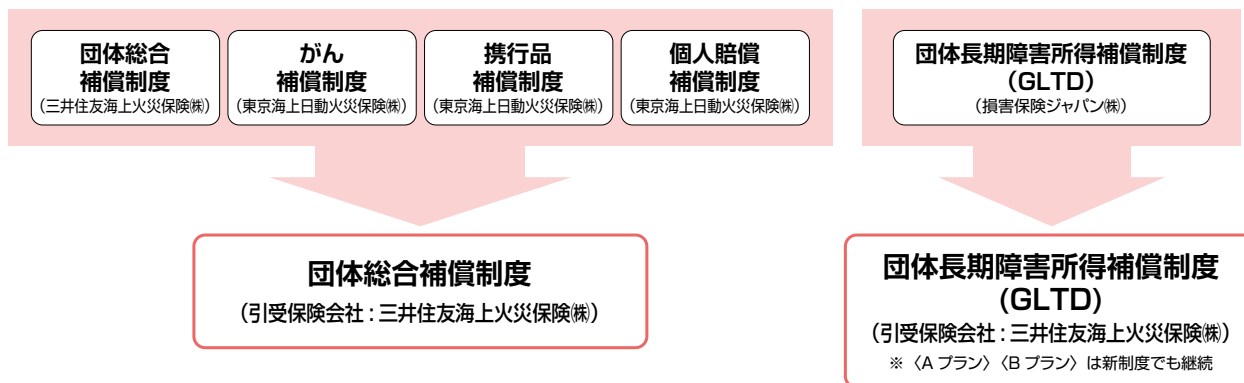 団体総合
補償制度
(三井住友海上火災保険㈱)
がん
補償制度
(東京海上日動火災保険㈱)
携行品
補償制度
(東京海上日動火災保険㈱)
個人賠償
補償制度
(東京海上日動火災保険㈱)
団体長期障害所得補償制度
(GLTD)
(損害保険ジャパン㈱)
団体総合補償制度
(引受保険会社:三井住友海上火災保険㈱)
団体長期障害所得補償制度
(GLTD)
(引受保険会社:三井住友海上火災保険㈱)
※〈A プラン〉〈B プラン〉は新制度でも継続